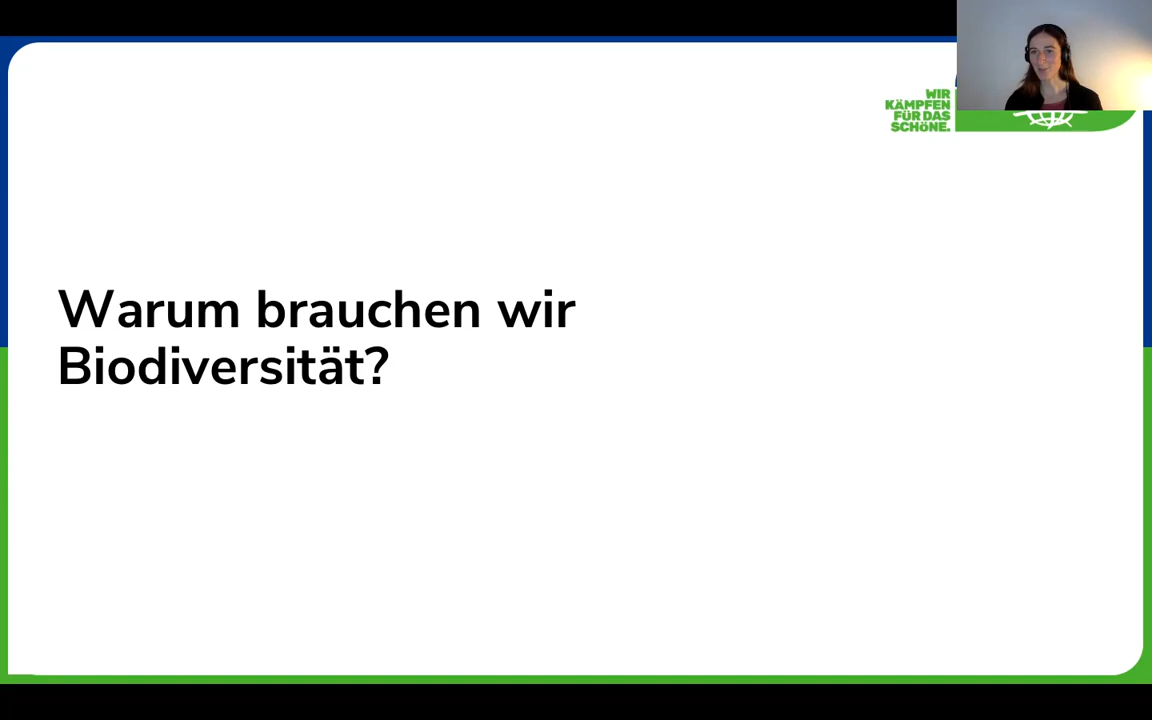 WIR
KÄMPFEN
FÜR DAS
SCHÖNE.
Warum brauchen wir
Biodiversität?